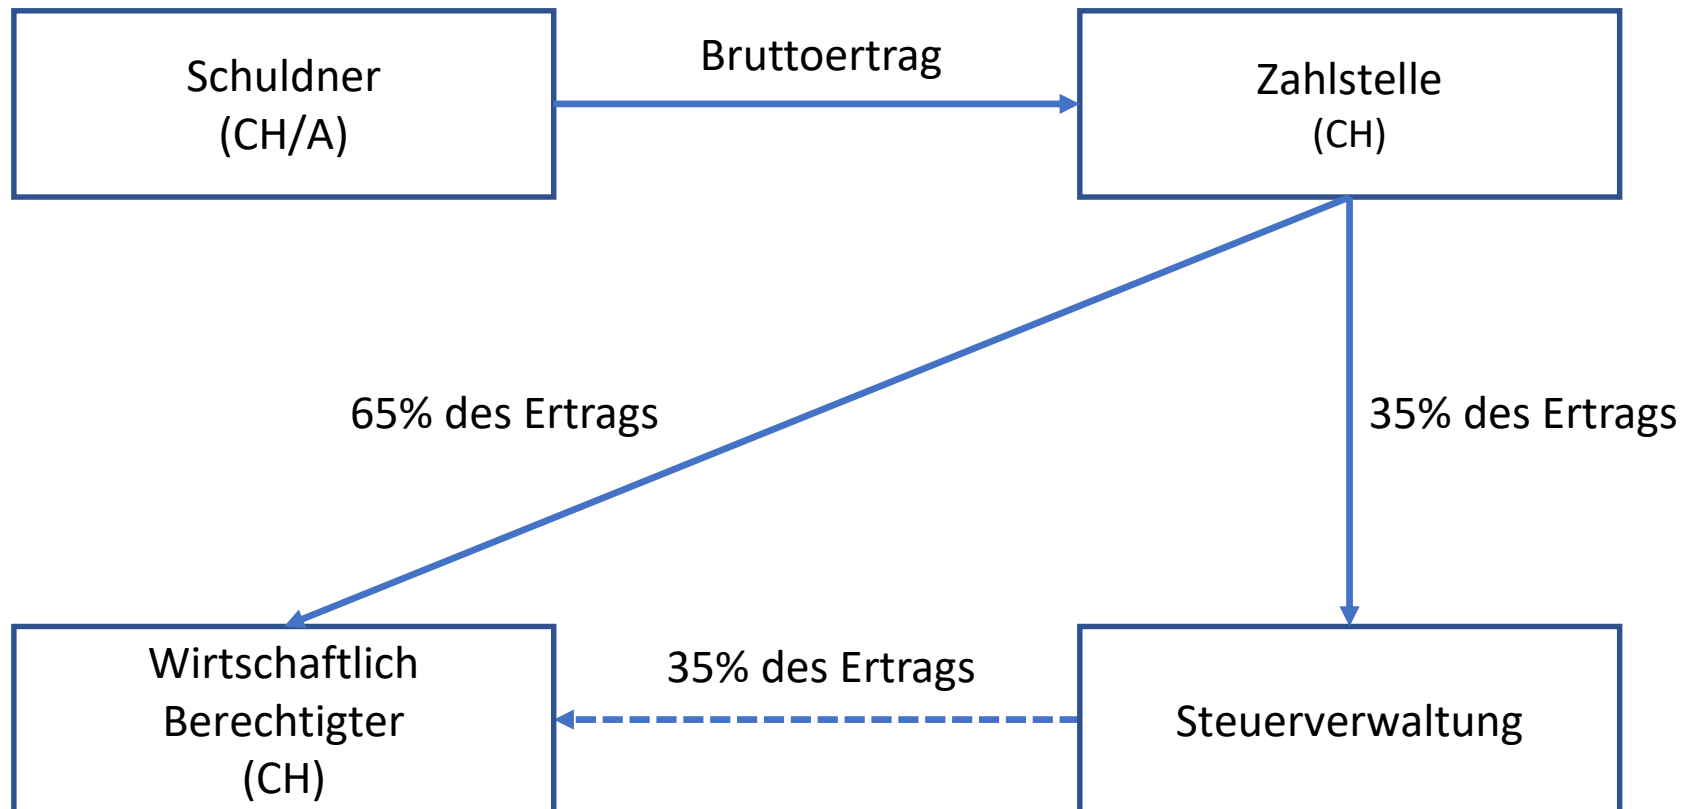 Schuldner
(CH/A)
Bruttoertrag
Zahlstelle
(CH)
65% des Ertrags
35% des Ertrags
Wirtschaftlich
Berechtigter
(CH)
35% des Ertrags
Steuerverwaltung